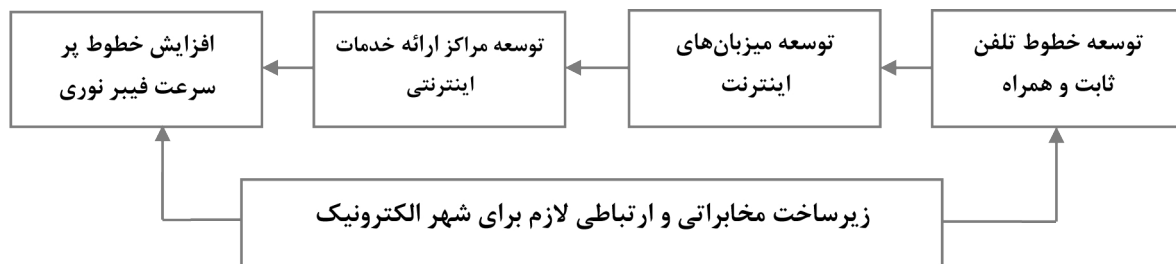 توسعه خطوط تلفن
ثابت و همراه
توسعه میزبان‌های
اینترنت
توسعه مراکز ارائه خدمات
اینترنتی
افزایش خطوط پر
سرعت فیبر نوری
زیرساخت مخابراتی و ارتباطی لازم برای شهر الکترونیک